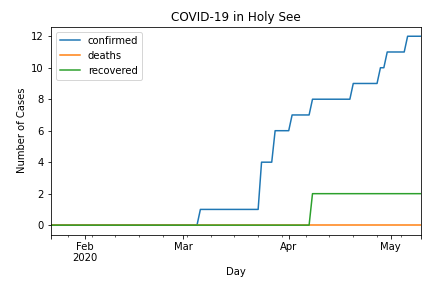 COVID-19 in Holy See
confirmed
deaths
recovered
12
10
8
6
4
2
0
Number of Cases
Feb
2020
Mar
Apr
May
Day